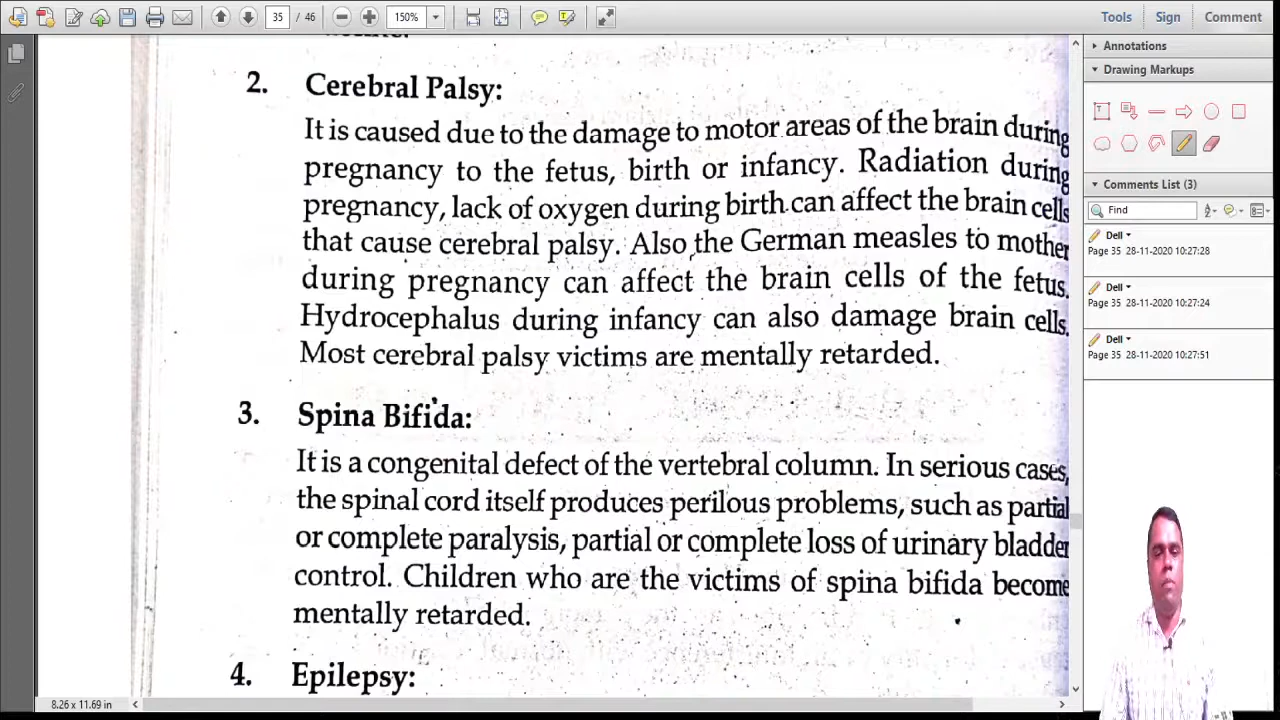 35 / 46
150%
Tools
Sign
Comment
Annotations
Drawing Markups
Comments List (3)
Find
Dell
Page 35 28-11-2020 10:27:28
Dell
Page 35 28-11-2020 10:27:24
Dell
Page 35 28-11-2020 10:27:51
2. Cerebral Palsy:
It is caused due to the damage to motor areas of the brain during
pregnancy to the fetus, birth or infancy. Radiation during
pregnancy, lack of oxygen during birth can affect the brain cells
that cause cerebral palsy. Also the German measles to mother
during pregnancy can affect the brain cells of the fetus.
Hydrocephalus during infancy can also damage brain cells.
Most cerebral palsy victims are mentally retarded.
3. Spina Bifida:
It is a congenital defect of the vertebral column. In serious cases,
the spinal cord itself produces perilous problems, such as partial
or complete paralysis, partial or complete loss of urinary bladder
control. Children who are the victims of spina bifida become
mentally retarded.
4. Epilepsy:
8.26 x 11.69 in